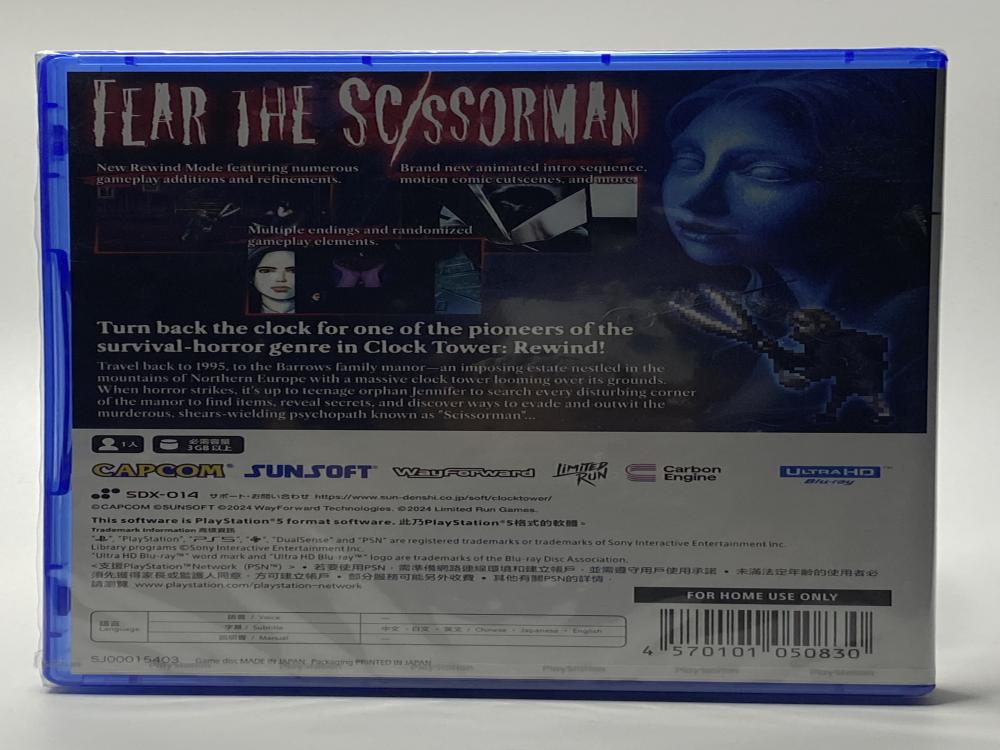 FEAR THE SCISSORMAN
New Rewind Mode featuring numerous
gameplay additions and refinements.
Brand new animated intro sequence,
motion comic cutscenes, and more.
Multiple endings and randomized
gameplay elements.
Turn back the clock for one of the pioneers of the
survival-horror genre in Clock Tower: Rewind!
Travel back to 1995, to the Barrows family manor—an imposing estate nestled in the
mountains of Northern Europe with a massive clock tower looming over its grounds.
When horror strikes, it's up to teenage orphan Jennifer to search every disturbing corner
of the manor to find items, reveal secrets, and discover ways to evade and outwit the
murderous, shears-wielding psychopath known as "Scissorman"...
1人
必需容量
3 GB 以上
CAPCOM SUNSOFT WayForward LIMITED RUN Carbon Engine ULTRA HD Blu-ray™
SDX-014 サポート・お問い合わせ https://www.sun-denshi.co.jp/soft/clocktower/
©CAPCOM ©SUNSOFT ©2024 WayForward Technologies. ©2024 Limited Run Games.
This software is PlayStation®5 format software. 此乃PlayStation®5格式的軟體。
Trademark Information 商標資訊
"PlayStation", "PS5", "DualSense" and "PSN" are registered trademarks or trademarks of Sony Interactive Entertainment Inc.
Library programs ©Sony Interactive Entertainment Inc.
"Ultra HD Blu-ray™" word mark and "Ultra HD Blu-ray™" logo are trademarks of the Blu-ray Disc Association.
<支援PlayStation™Network (PSN™) > • 若要使用PSN，需準備網路連線環境和建立帳戶，並需遵守用戶使用承諾 • 未滿法定年齡的使用者必
須先獲得家長或監護人同意，方可建立帳戶 • 部分服務可能另外收費 • 其他有關PSN的詳情，
請瀏覽 www.playstation.com/playstation-network
FOR HOME USE ONLY
語言 Language
語音 / Voice —
字幕 / Subtitle 中文・日文・英文 / Chinese・Japanese・English
說明書 / Manual —
4 570101 050830
SJ00015403 Game disc MADE IN JAPAN Packaging PRINTED IN JAPAN
PlayStation PlayStation PlayStation PlayStation PlayStation